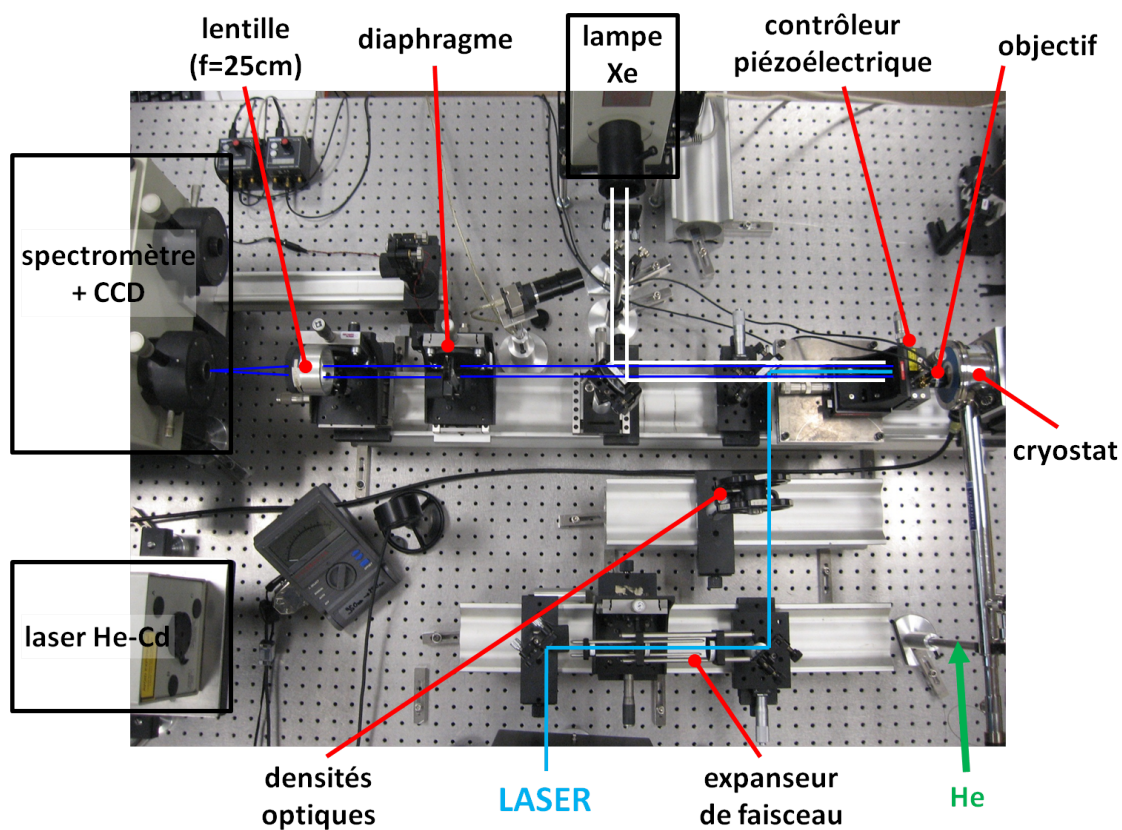 lentille
(f=25cm)
diaphragme
lampe
Xe
contrôleur
piézoélectrique
objectif
spectromètre
+ CCD
cryostat
laser He-Cd
densités
optiques
LASER
expanseur
de faisceau
He